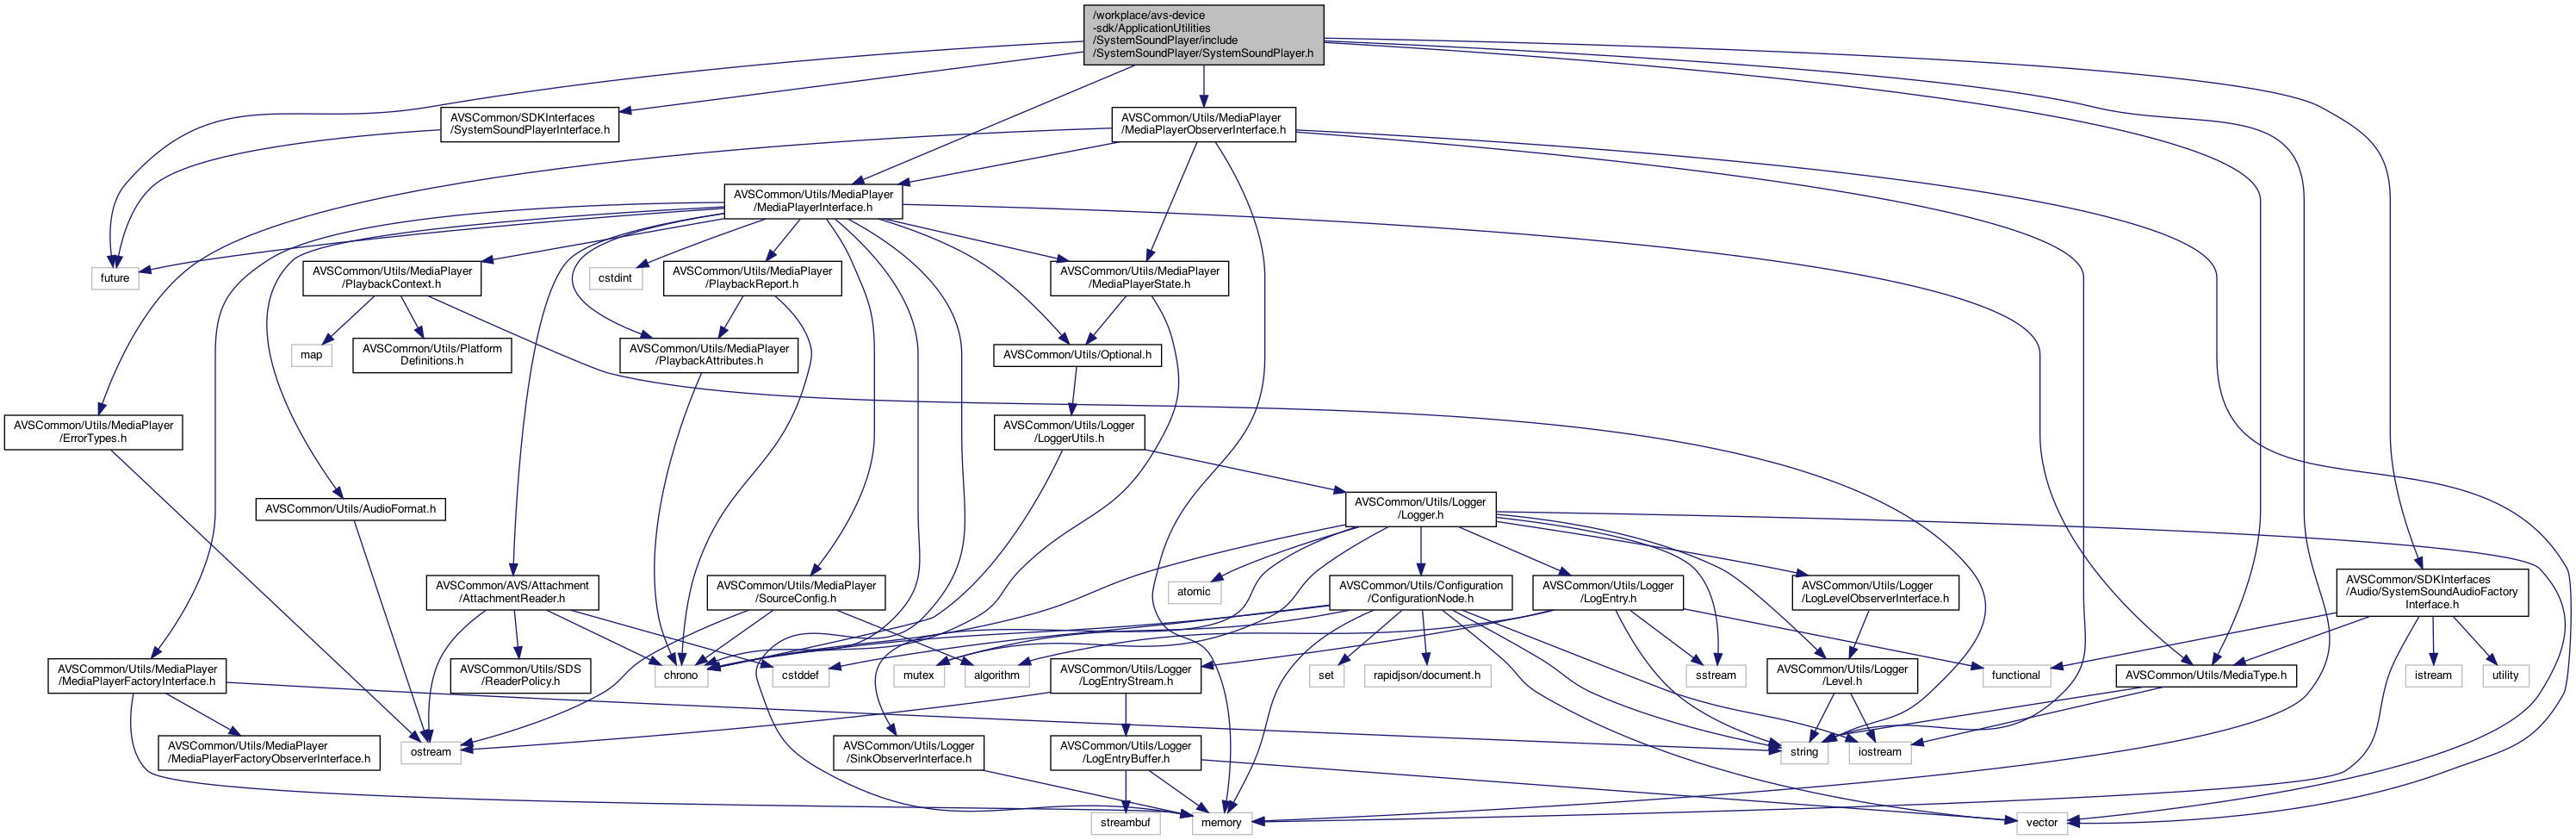 /workplace/avs-device
-sdk/ApplicationUtilities
/SystemSoundPlayer/include
/SystemSoundPlayer/SystemSoundPlayer.h
AVSCommon/SDKInterfaces
/SystemSoundPlayerInterface.h
AVSCommon/Utils/MediaPlayer
/MediaPlayerObserverInterface.h
AVSCommon/Utils/MediaPlayer
/MediaPlayerInterface.h
future
AVSCommon/Utils/MediaPlayer
/PlaybackContext.h
cstdint
AVSCommon/Utils/MediaPlayer
/PlaybackReport.h
AVSCommon/Utils/MediaPlayer
/MediaPlayerState.h
map
AVSCommon/Utils/Platform
Definitions.h
AVSCommon/Utils/MediaPlayer
/PlaybackAttributes.h
AVSCommon/Utils/Optional.h
AVSCommon/Utils/MediaPlayer
/ErrorTypes.h
AVSCommon/Utils/Logger
/LoggerUtils.h
AVSCommon/Utils/AudioFormat.h
AVSCommon/Utils/Logger
/Logger.h
AVSCommon/AVS/Attachment
/AttachmentReader.h
AVSCommon/Utils/MediaPlayer
/SourceConfig.h
atomic
AVSCommon/Utils/Configuration
/ConfigurationNode.h
AVSCommon/Utils/Logger
/LogEntry.h
AVSCommon/Utils/Logger
/LogLevelObserverInterface.h
AVSCommon/SDKInterfaces
/Audio/SystemSoundAudioFactory
Interface.h
AVSCommon/Utils/MediaPlayer
/MediaPlayerFactoryInterface.h
AVSCommon/Utils/SDS
/ReaderPolicy.h
chrono
cstddef
mutex
algorithm
AVSCommon/Utils/Logger
/LogEntryStream.h
set
rapidjson/document.h
sstream
AVSCommon/Utils/Logger
/Level.h
functional
AVSCommon/Utils/MediaType.h
istream
utility
AVSCommon/Utils/MediaPlayer
/MediaPlayerFactoryObserverInterface.h
ostream
AVSCommon/Utils/Logger
/SinkObserverInterface.h
AVSCommon/Utils/Logger
/LogEntryBuffer.h
string
iostream
streambuf
memory
vector